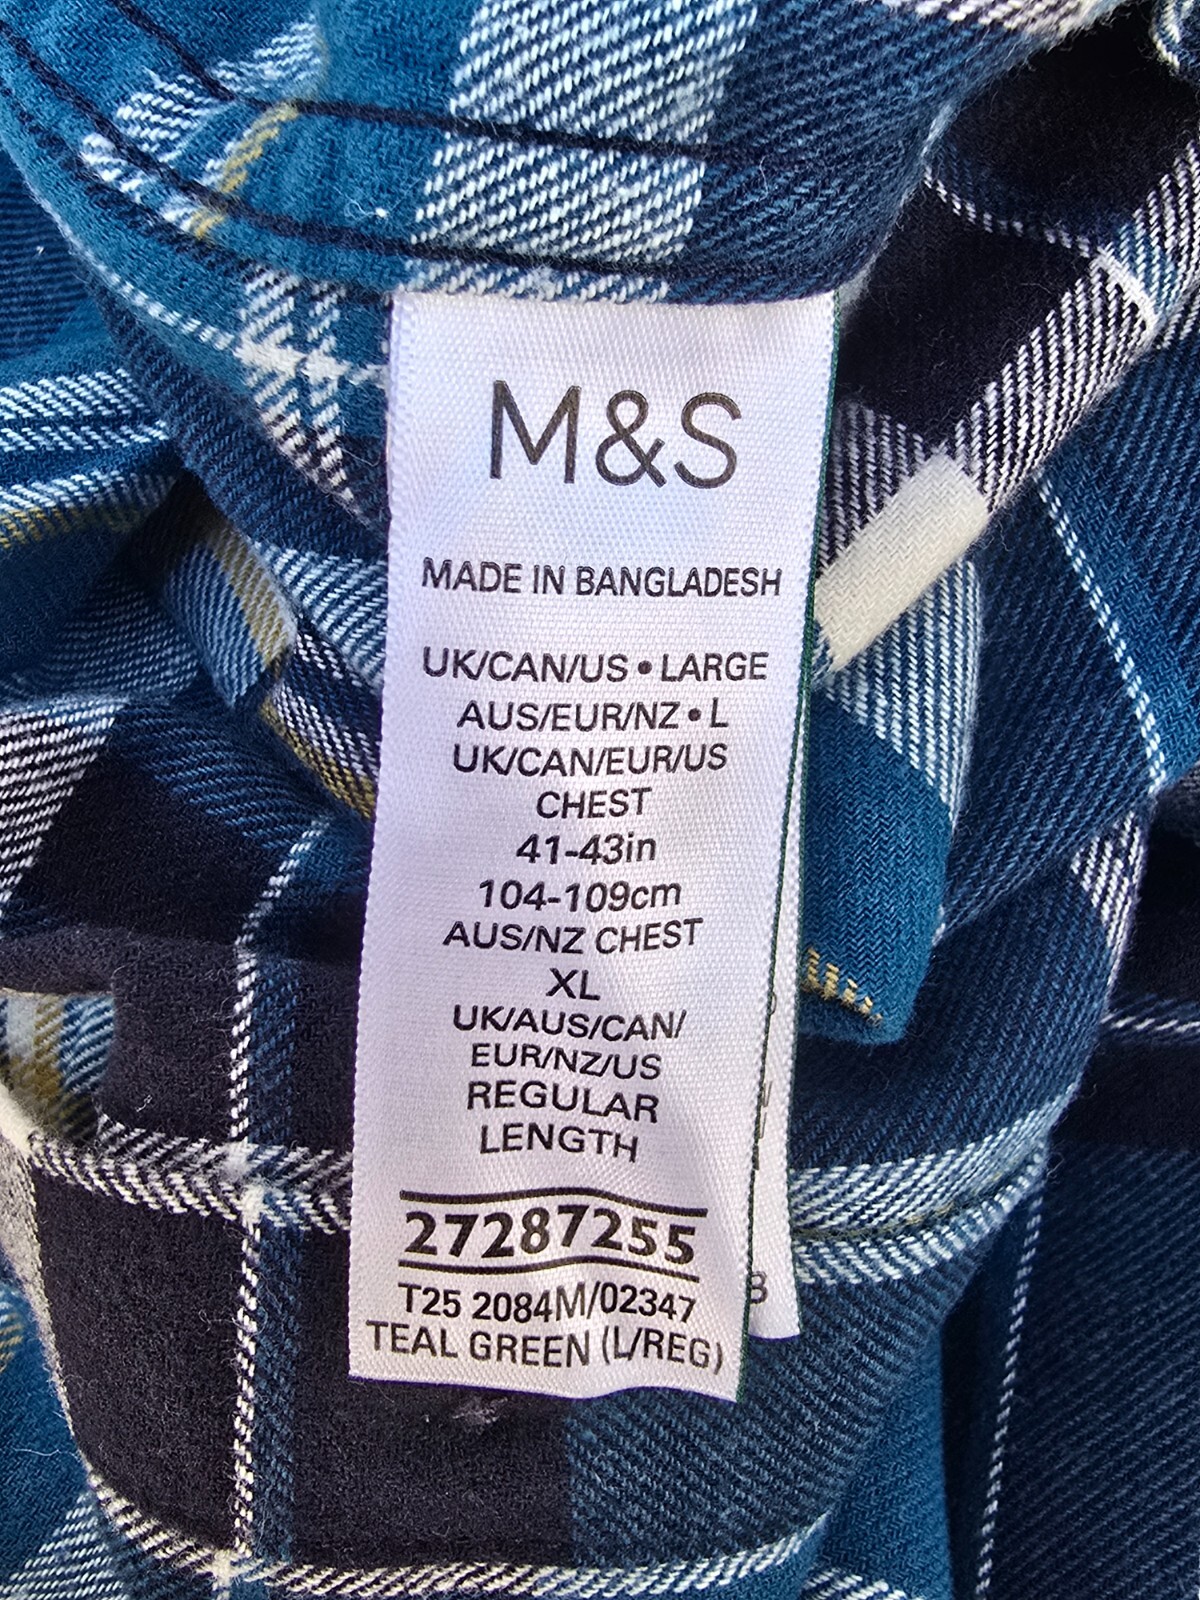 M&S
MADE IN BANGLADESH
UK/CAN/US • LARGE
AUS/EUR/NZ • L
UK/CAN/EUR/US
CHEST
41-43in
104-109cm
AUS/NZ CHEST
XL
UK/AUS/CAN/
EUR/NZ/US
REGULAR
LENGTH
27287255
T25 2084M/02347
TEAL GREEN (L/REG)